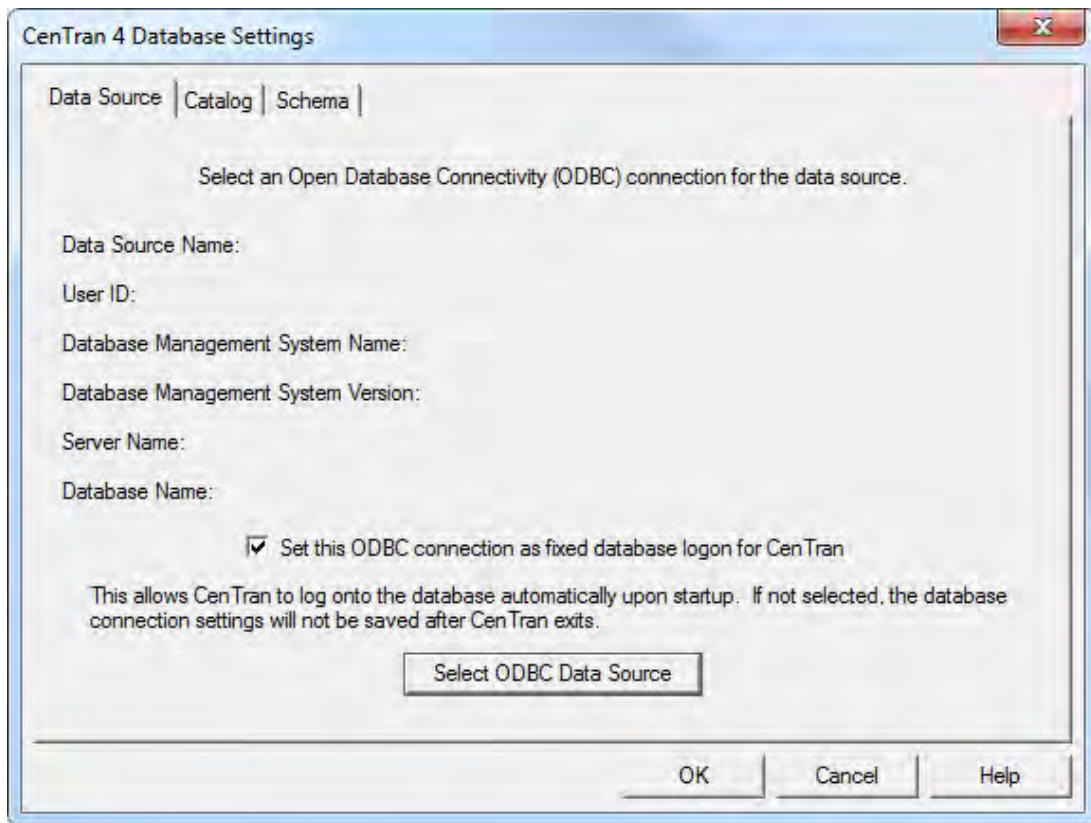 CenTran 4 Database Settings
Data Source
Catalog
Schema
Select an Open Database Connectivity (ODBC) connection for the data source.
Data Source Name:
User ID:
Database Management System Name:
Database Management System Version:
Server Name:
Database Name:
Set this ODBC connection as fixed database logon for CenTran
This allows CenTran to log onto the database automatically upon startup. If not selected, the database
connection settings will not be saved after CenTran exits.
Select ODBC Data Source
OK
Cancel
Help